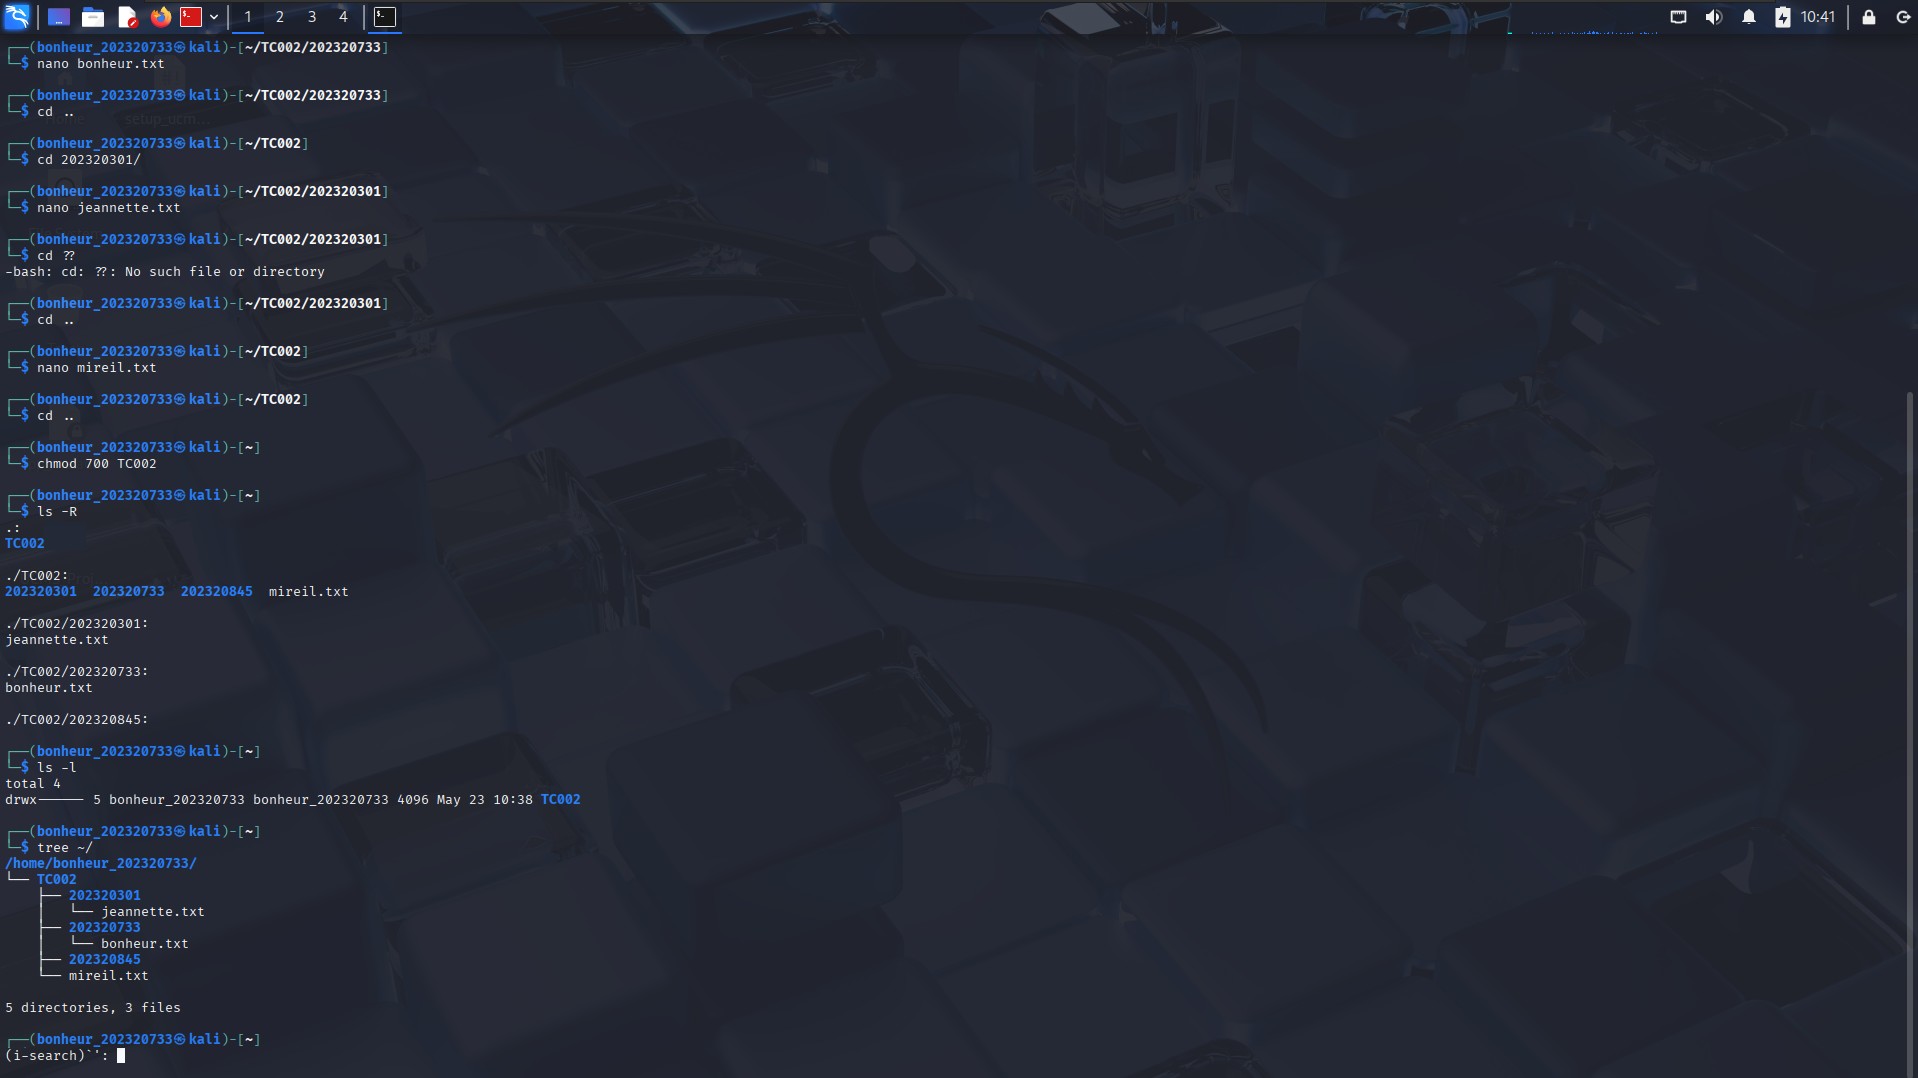 1 2 3 4 10:41
┌──(bonheur_202320733㉿kali)-[~/TC002/202320733]
└─$ nano bonheur.txt
┌──(bonheur_202320733㉿kali)-[~/TC002/202320733]
└─$ cd ..
setup_ucm...
┌──(bonheur_202320733㉿kali)-[~/TC002]
└─$ cd 202320301/
┌──(bonheur_202320733㉿kali)-[~/TC002/202320301]
└─$ nano jeannette.txt
┌──(bonheur_202320733㉿kali)-[~/TC002/202320301]
└─$ cd ??
-bash: cd: ??: No such file or directory
┌──(bonheur_202320733㉿kali)-[~/TC002/202320301]
└─$ cd ..
┌──(bonheur_202320733㉿kali)-[~/TC002]
└─$ nano mireil.txt
┌──(bonheur_202320733㉿kali)-[~/TC002]
└─$ cd ..
┌──(bonheur_202320733㉿kali)-[~]
└─$ chmod 700 TC002
┌──(bonheur_202320733㉿kali)-[~]
└─$ ls -R
.:
TC002
./TC002:
202320301  202320733  202320845  mireil.txt
./TC002/202320301:
jeannette.txt
./TC002/202320733:
bonheur.txt
./TC002/202320845:
┌──(bonheur_202320733㉿kali)-[~]
└─$ ls -l
total 4
drwx------ 5 bonheur_202320733 bonheur_202320733 4096 May 23 10:38 TC002
┌──(bonheur_202320733㉿kali)-[~]
└─$ tree ~/
/home/bonheur_202320733/
└── TC002
    ├── 202320301
    │   └── jeannette.txt
    ├── 202320733
    │   └── bonheur.txt
    ├── 202320845
    └── mireil.txt
5 directories, 3 files
┌──(bonheur_202320733㉿kali)-[~]
(i-search)`':